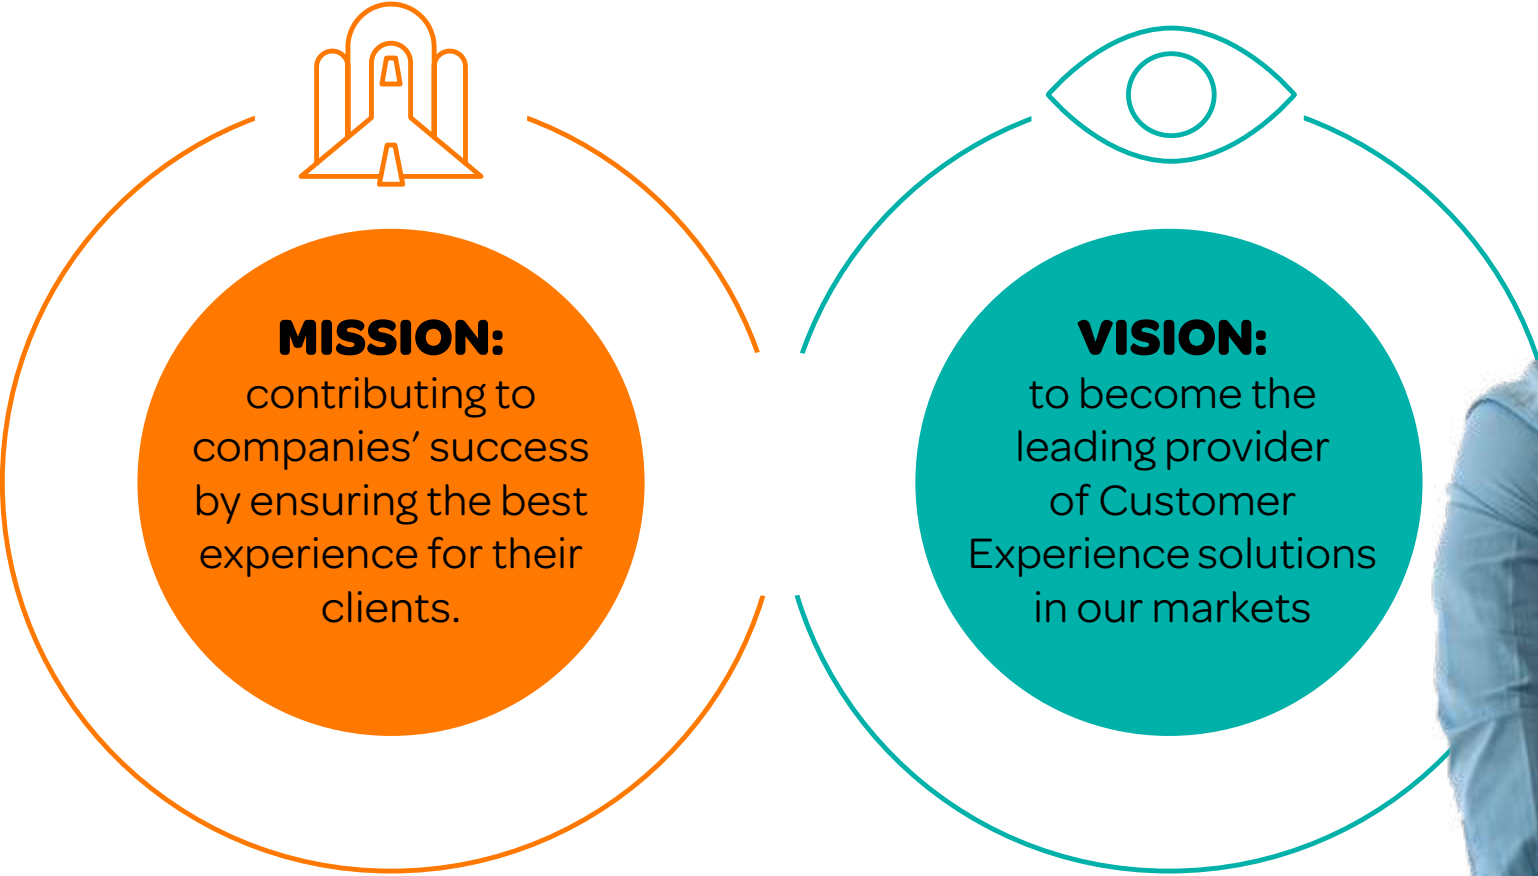 MISSION:
contributing to
companies’ success
by ensuring the best
experience for their
clients.
VISION:
to become the
leading provider
of Customer
Experience solutions
in our markets